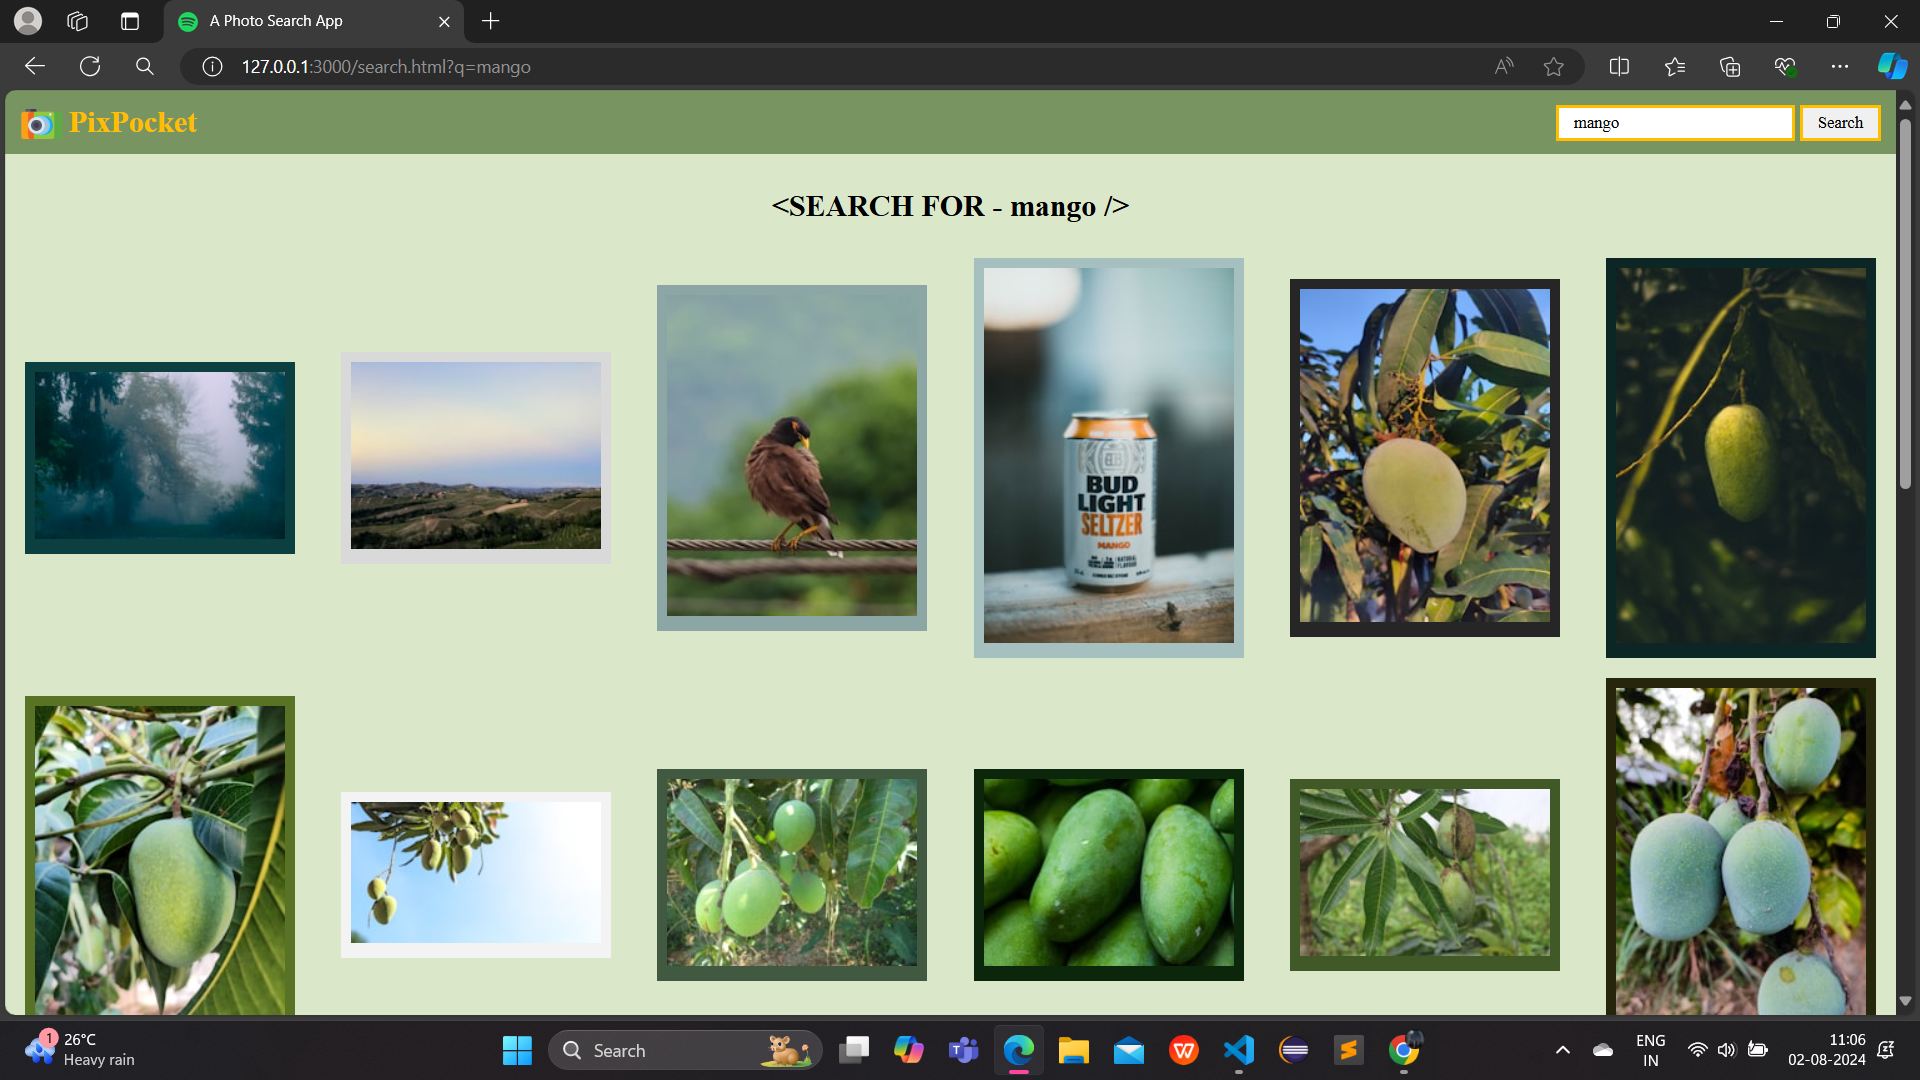 A Photo Search App
127.0.0.1:3000/search.html?q=mango
PixPocket
mango
Search
<SEARCH FOR - mango />
BUD
LIGHT
SELTZER
MANGO
1
26°C
Heavy rain
Search
ENG
IN
11:06
02-08-2024